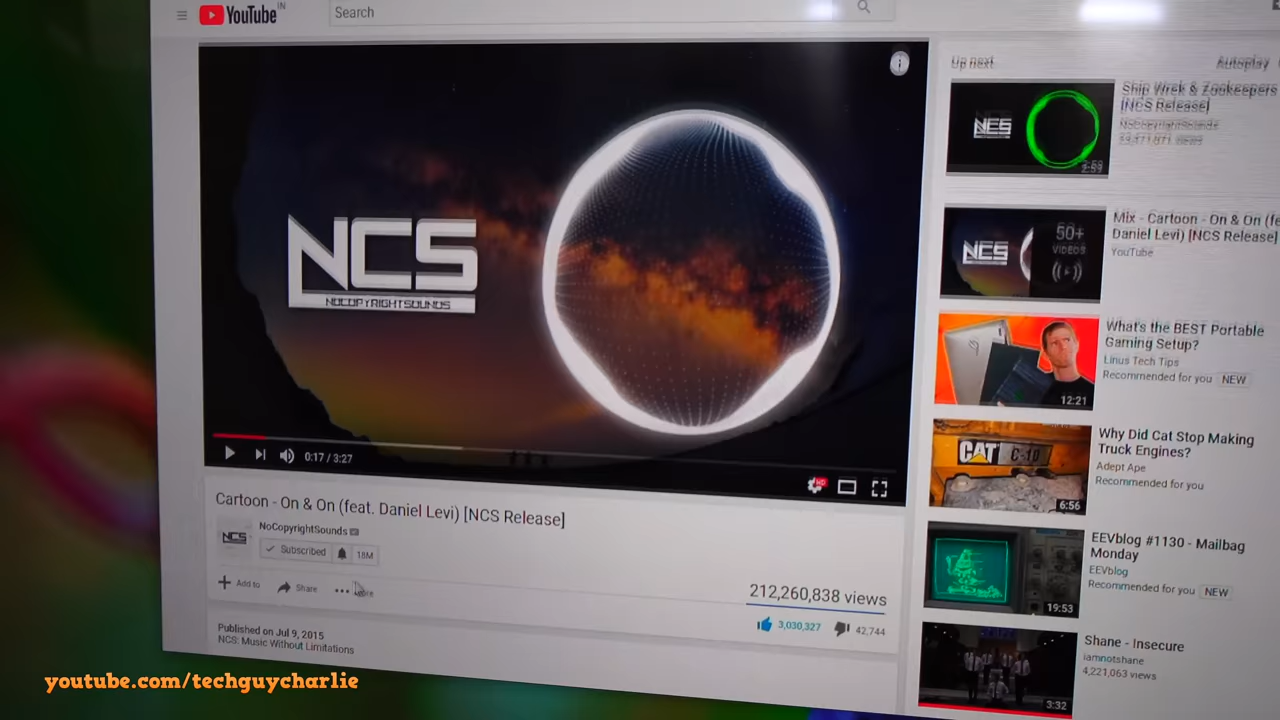 YouTube IN
Search
NCS
NOCOPYRIGHTSOUNDS
0:17 / 3:27
HD
Cartoon - On & On (feat. Daniel Levi) [NCS Release]
NCS
NoCopyrightSounds
Subscribed 18M
Add to Share More
212,260,838 views
3,030,327 42,744
Published on Jul 9, 2015
NCS: Music Without Limitations
Up next Autoplay
NCS
2:59
Ship Wrek & Zookeepers
[NCS Release]
NoCopyrightSounds
NCS
50+
VIDEOS
Mix - Cartoon - On & On (fe
Daniel Levi) [NCS Release]
YouTube
12:21
What's the BEST Portable
Gaming Setup?
Linus Tech Tips
Recommended for you NEW
CAT C-10
6:56
Why Did Cat Stop Making
Truck Engines?
Adept Ape
Recommended for you
19:53
EEVblog #1130 - Mailbag
Monday
EEVblog
Recommended for you NEW
3:32
Shane - Insecure
iamnotshane
4,221,063 views
youtube.com/techguycharlie